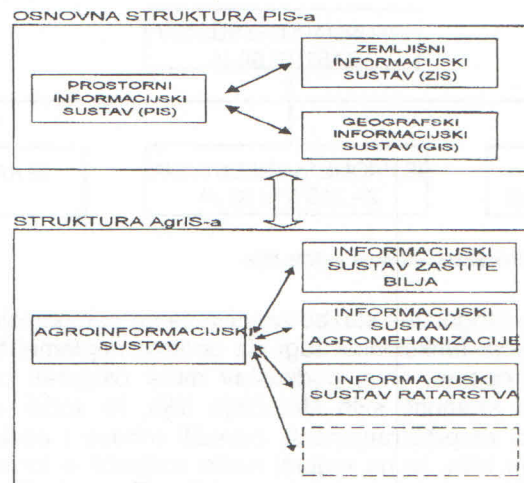 OSNOVNA STRUKTURA PIS-a
PROSTORNI
INFORMACIJSKI
SUSTAV (PIS)
ZEMLJIŠNI
INFORMACIJSKI
SUSTAV (ZIS)
GEOGRAFSKI
INFORMACIJSKI
SUSTAV (GIS)
STRUKTURA AgrIS-a
AGROINFORMACIJSKI
SUSTAV
INFORMACIJSKI
SUSTAV ZAŠTITE
BILJA
INFORMACIJSKI
SUSTAV
AGROMEHANIZACIJE
INFORMACIJSKI
SUSTAV RATARSTVA